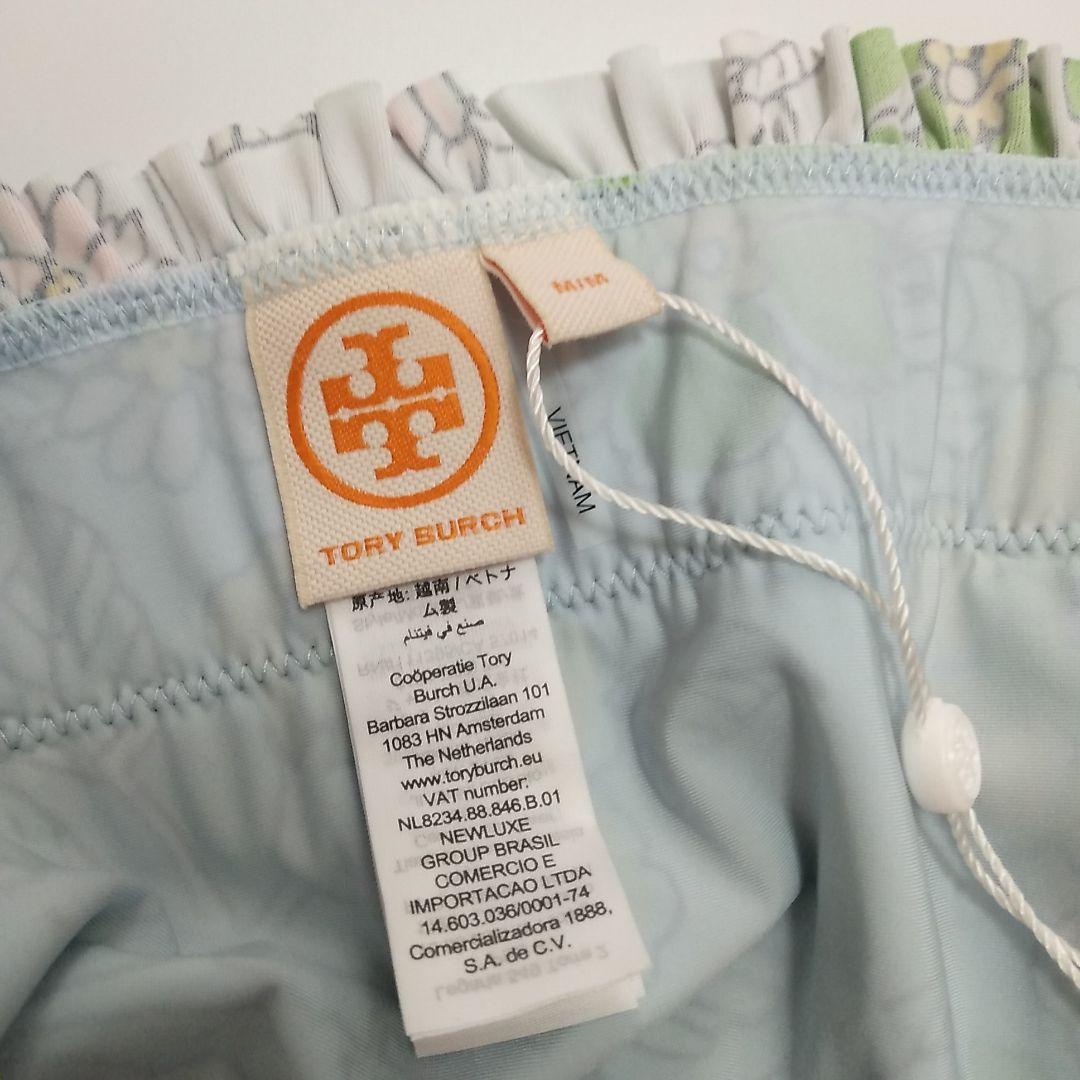 M/M
VIETNAM
TORY BURCH
原产地: 越南 / ベトナ
ム製
صنع في فيتنام
Coöperatie Tory
Burch U.A.
Barbara Strozzilaan 101
1083 HN Amsterdam
The Netherlands
www.toryburch.eu
VAT number:
NL8234.88.846.B.01
NEWLUXE
GROUP BRASIL
COMERCIO E
IMPORTACAO LTDA
14.603.036/0001-74
Comercializadora 1888,
S.A. de C.V.